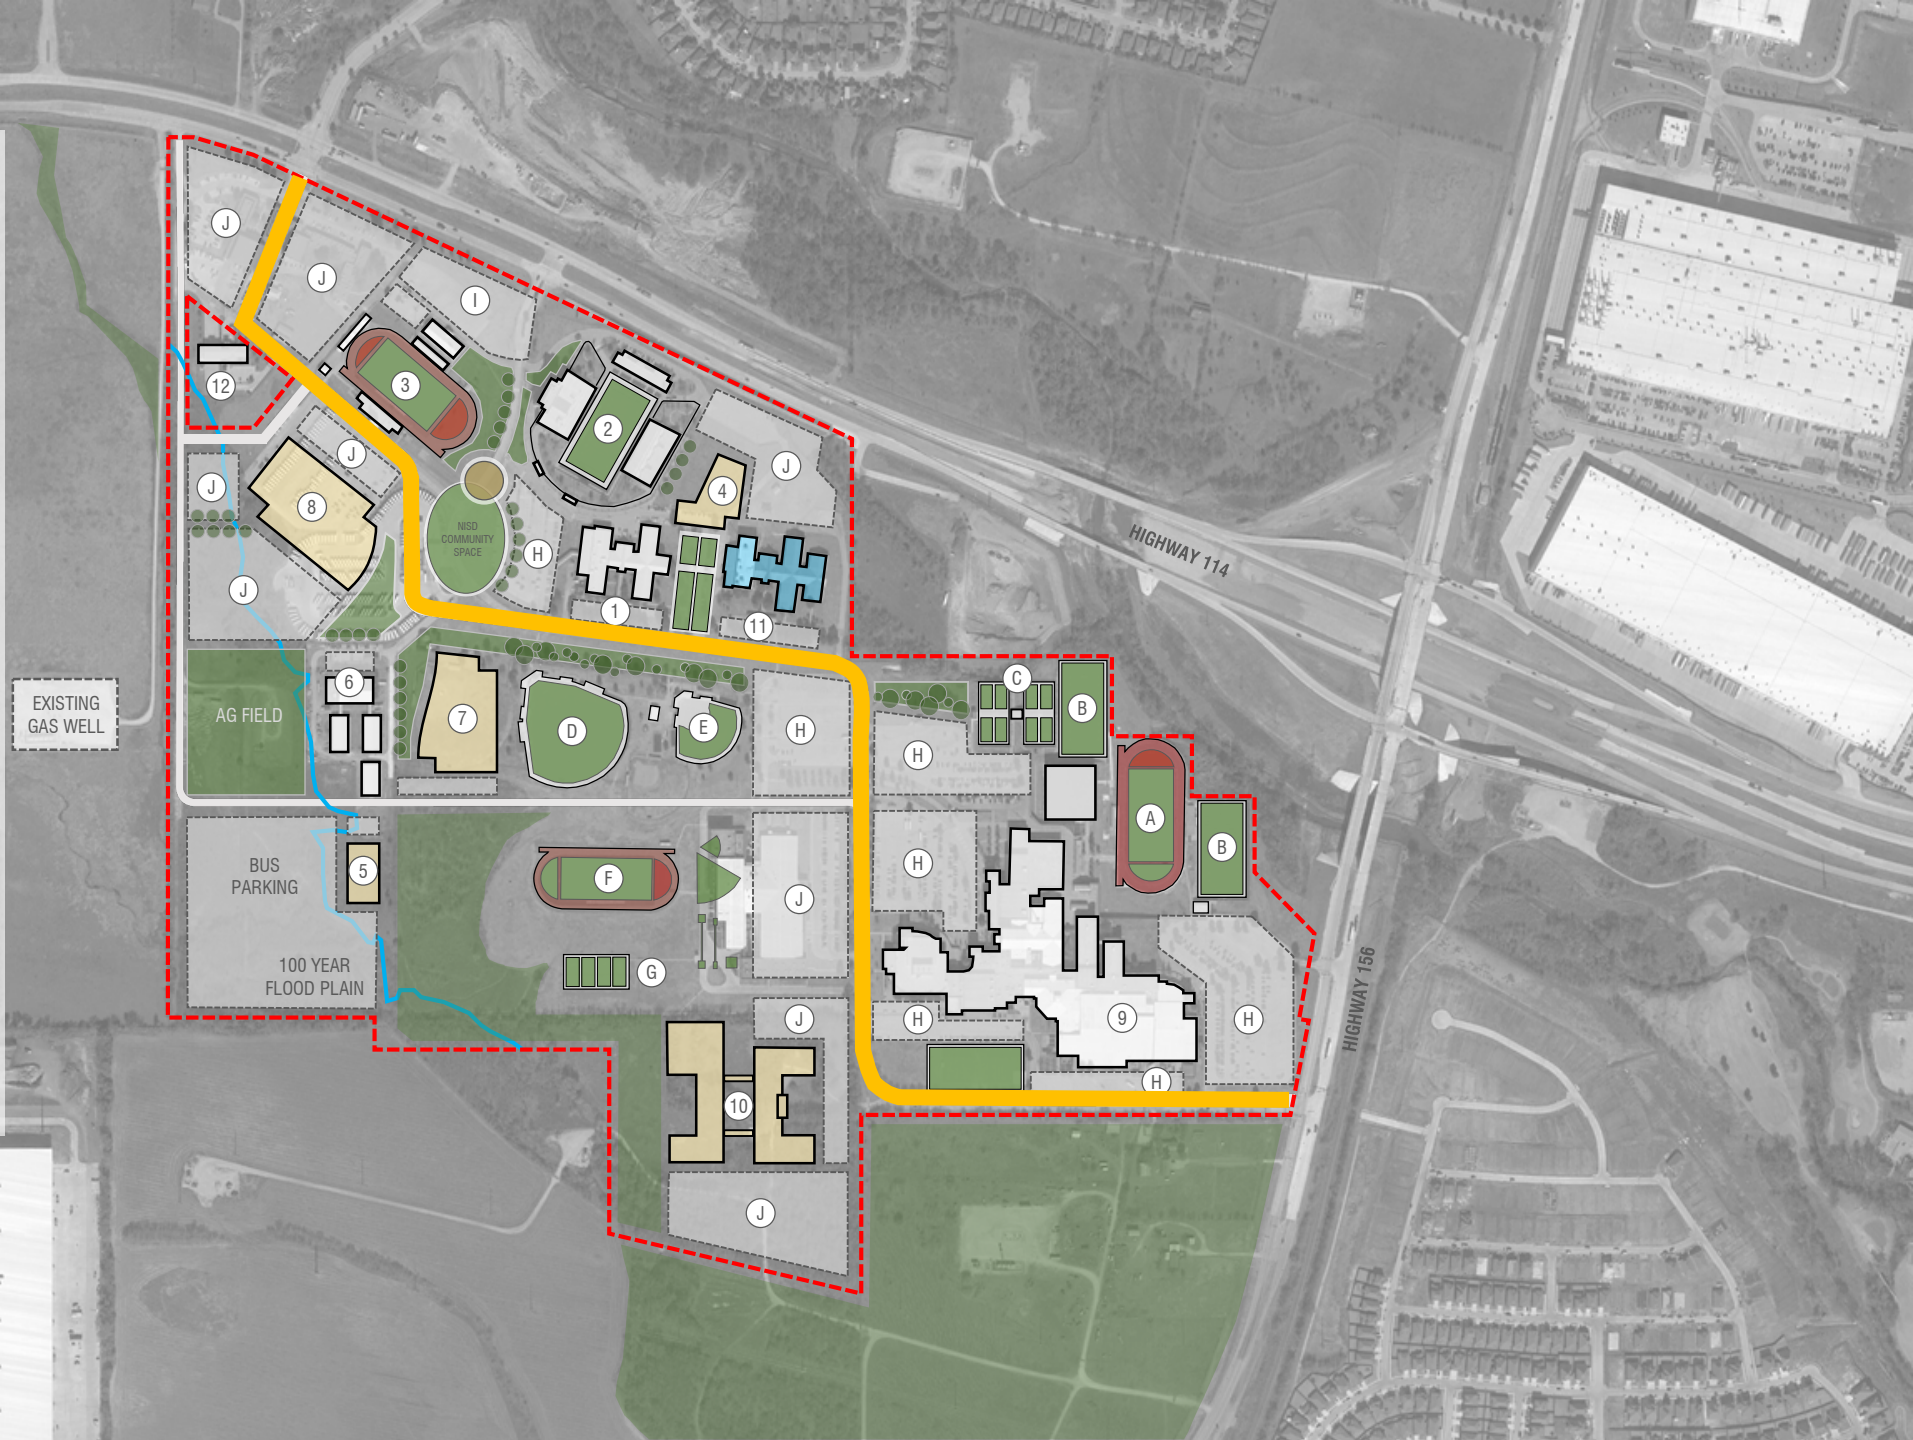 J
J
I
12
3
2
J
J
J
4
8
NISD
COMMUNITY
SPACE
H
HIGHWAY 114
J
1
11
6
C
EXISTING
GAS WELL
AG FIELD
7
D
E
H
H
B
A
B
BUS
PARKING
5
F
J
H
G
100 YEAR
FLOOD PLAIN
HIGHWAY 156
J
H
9
H
H
10
J